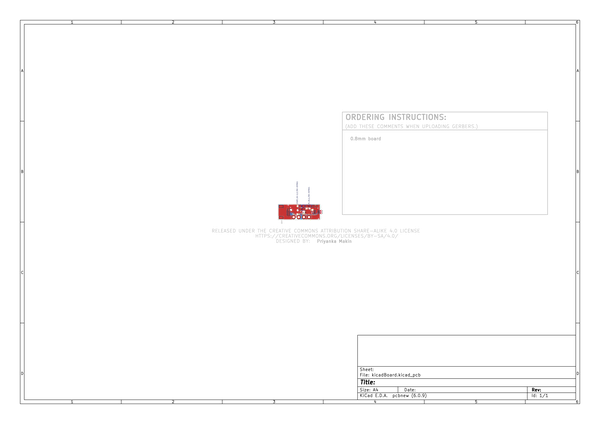 1 2 3 4 5 6
A A
ORDERING INSTRUCTIONS:
(ADD THESE COMMENTS WHEN UPLOADING GERBERS.)
0.8mm board
B B
RELEASED UNDER THE CREATIVE COMMONS ATTRIBUTION SHARE-ALIKE 4.0 LICENSE
HTTPS://CREATIVECOMMONS.ORG/LICENSES/BY-SA/4.0/
DESIGNED BY: Priyanka Makin
C C
Sheet:
File: kicadBoard.kicad_pcb
D D
Title:
Size: A4 Date: Rev:
KiCad E.D.A. pcbnew (6.0.9) Id: 1/1
1 2 3 4 5 6